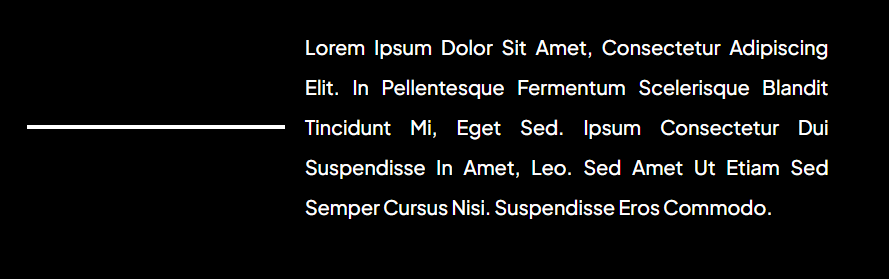 Lorem Ipsum Dolor Sit Amet, Consectetur Adipiscing
Elit. In Pellentesque Fermentum Scelerisque Blandit
Tincidunt Mi, Eget Sed. Ipsum Consectetur Dui
Suspendisse In Amet, Leo. Sed Amet Ut Etiam Sed
Semper Cursus Nisi. Suspendisse Eros Commodo.